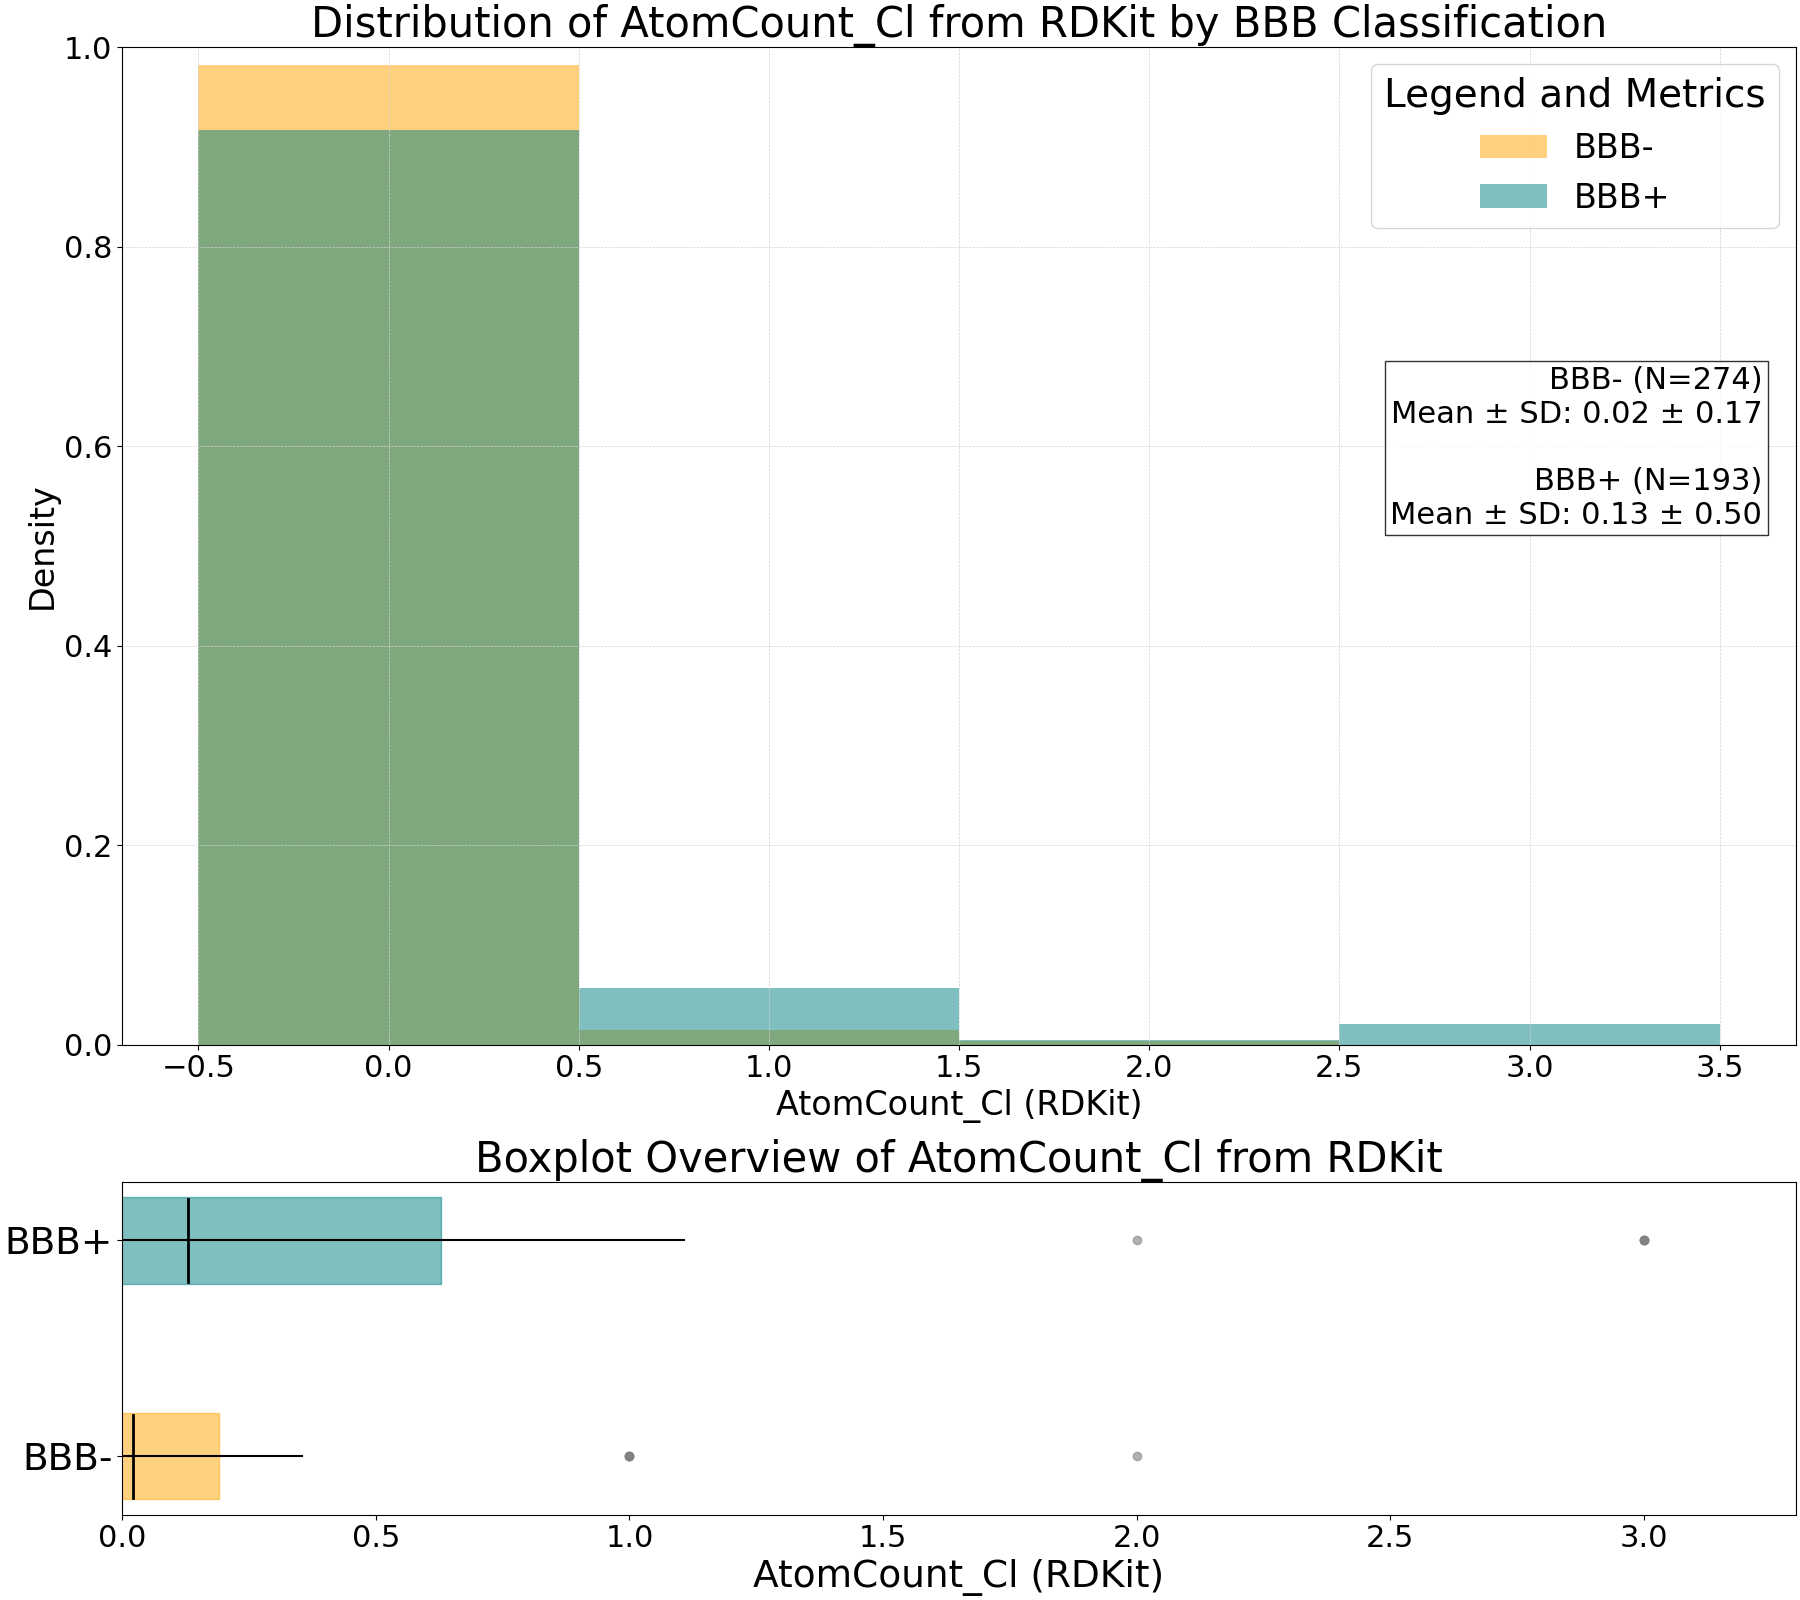 Distribution of AtomCount_Cl from RDKit by BBB Classification
Legend and Metrics
BBB-
BBB+
BBB- (N=274)
Mean ± SD: 0.02 ± 0.17
BBB+ (N=193)
Mean ± SD: 0.13 ± 0.50
Density
1.0
0.8
0.6
0.4
0.2
0.0
−0.5 0.0 0.5 1.0 1.5 2.0 2.5 3.0 3.5
AtomCount_Cl (RDKit)
Boxplot Overview of AtomCount_Cl from RDKit
BBB+
BBB-
0.0 0.5 1.0 1.5 2.0 2.5 3.0
AtomCount_Cl (RDKit)